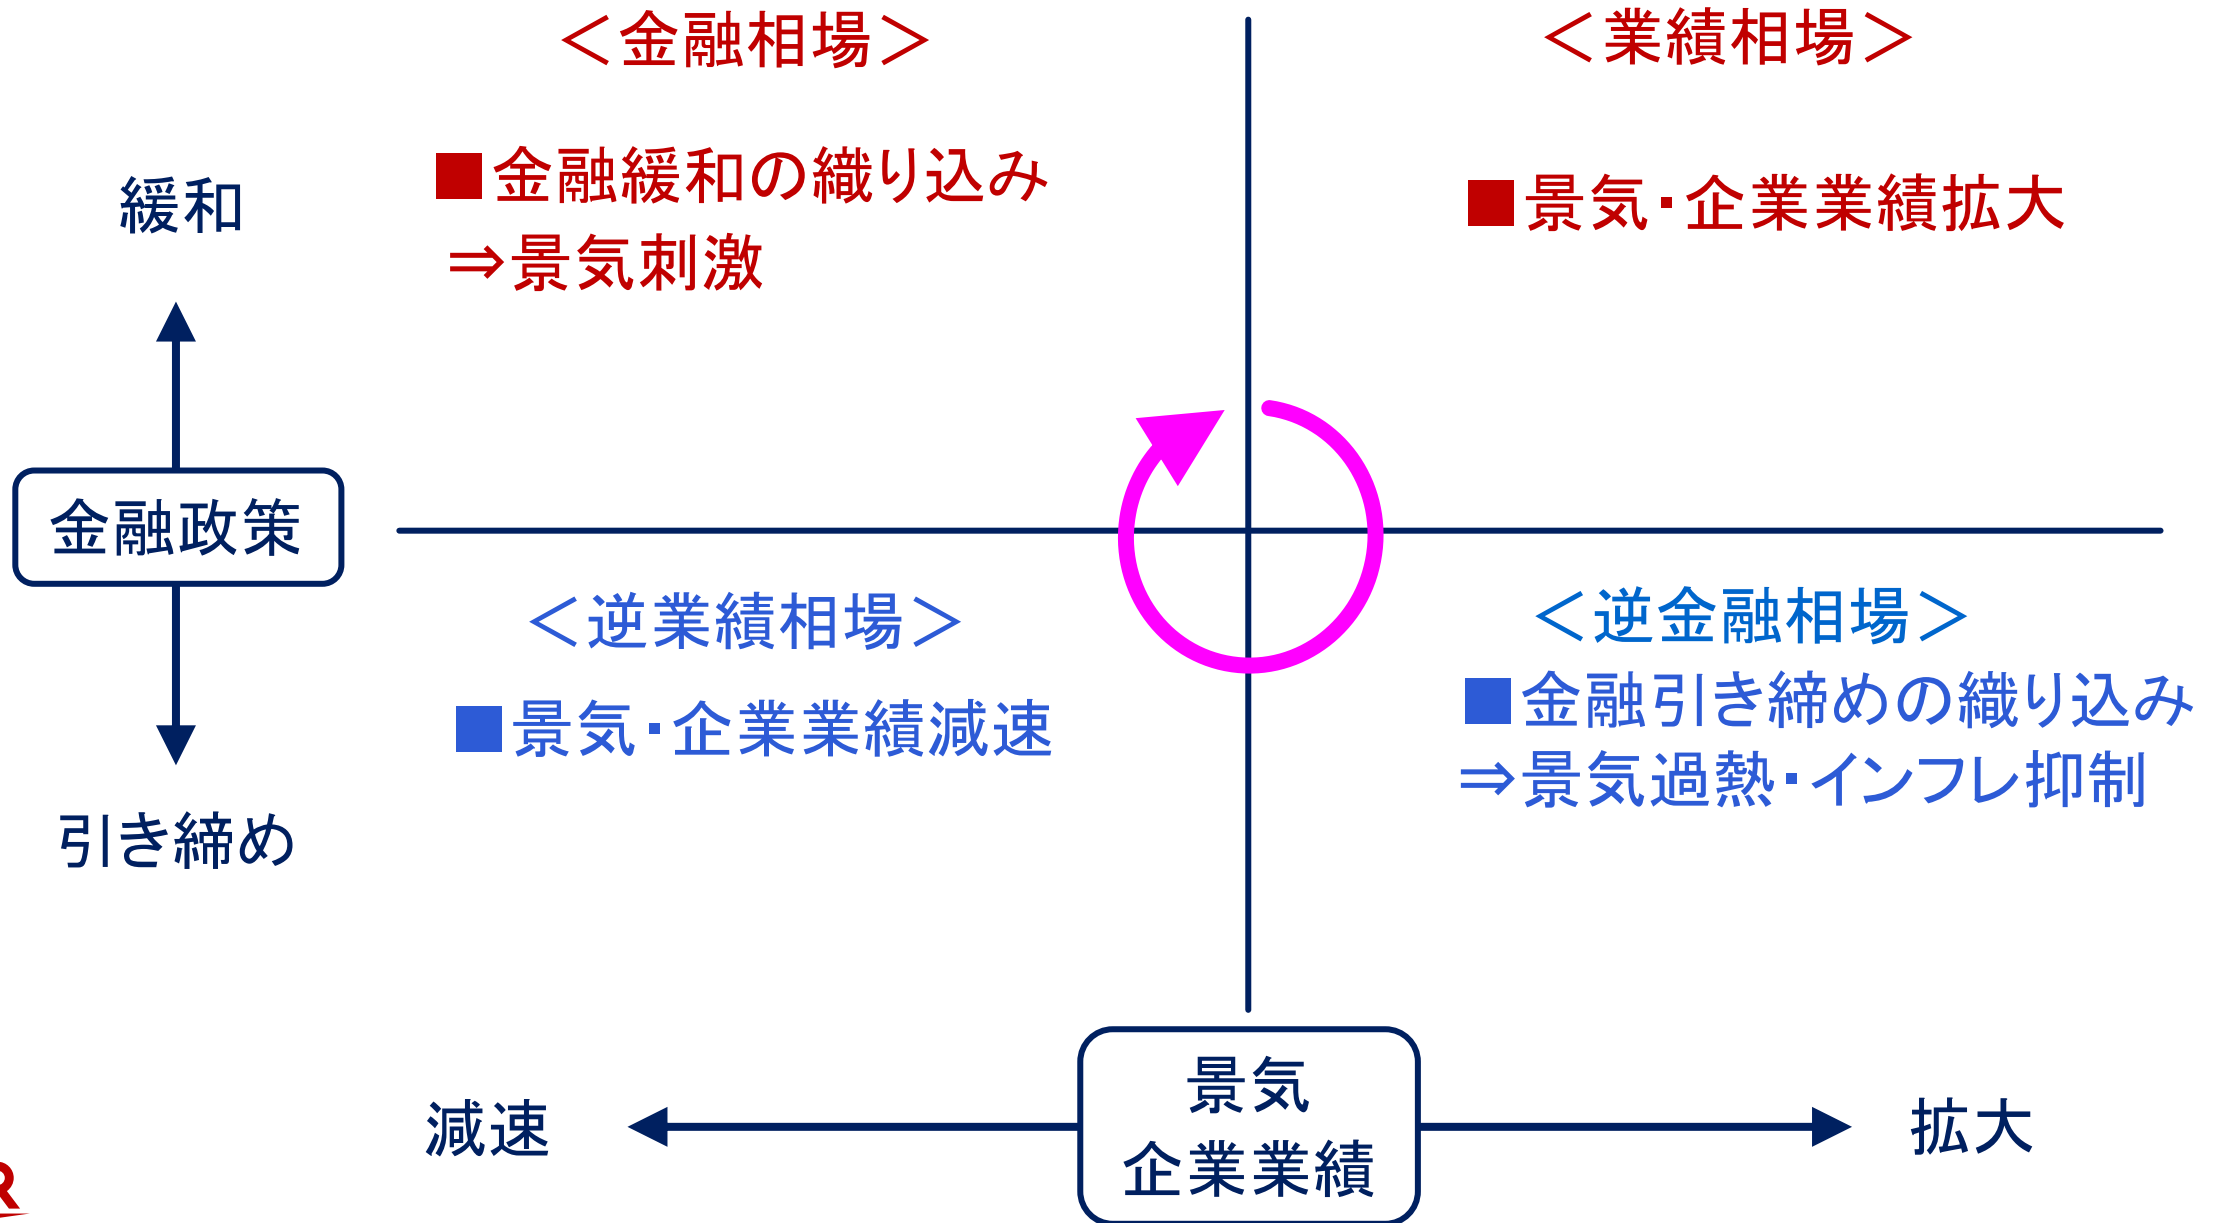 ＜金融相場＞
■金融緩和の織り込み
⇒景気刺激
＜業績相場＞
■景気・企業業績拡大
緩和
金融政策
引き締め
＜逆業績相場＞
■景気・企業業績減速
＜逆金融相場＞
■金融引き締めの織り込み
⇒景気過熱・インフレ抑制
減速
景気
企業業績
拡大
R